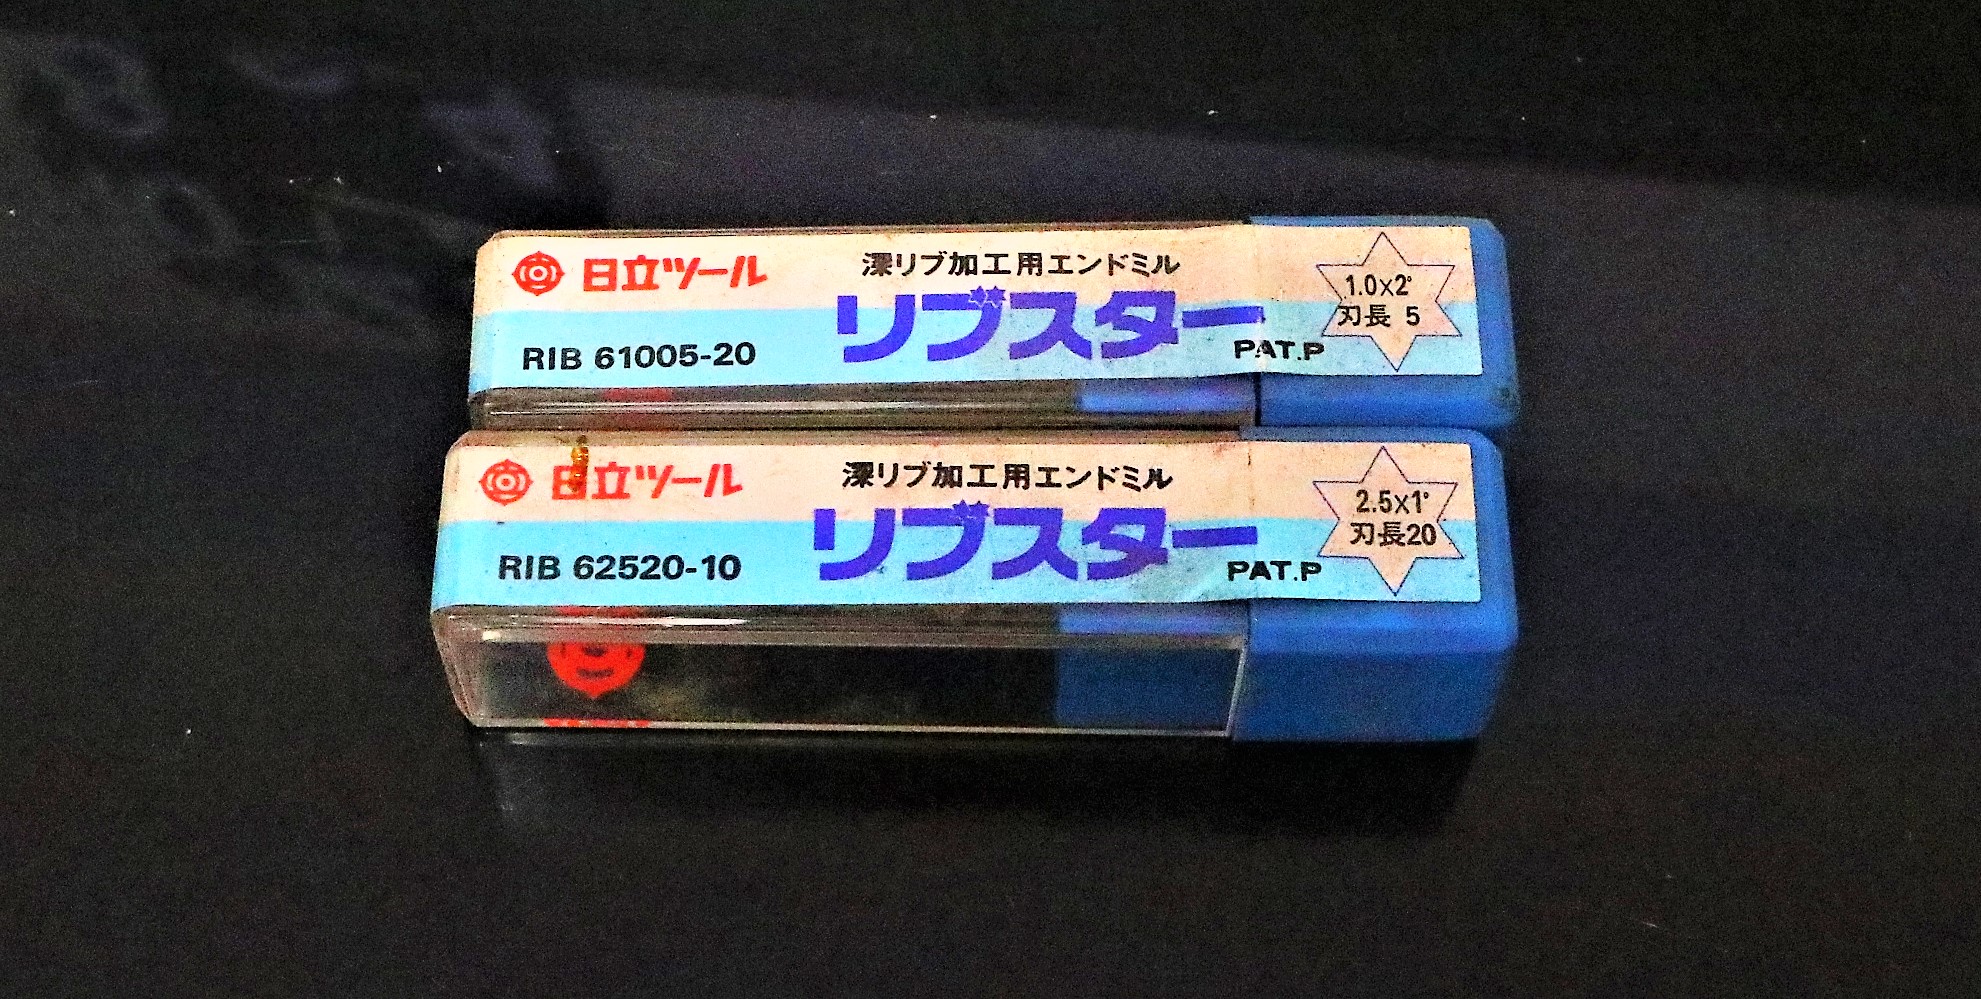 日立ツール
深リブ加工用エンドミル
リブスター
RIB 61005-20
PAT.P
1.0×2°
刃長 5
日立ツール
深リブ加工用エンドミル
リブスター
RIB 62520-10
PAT.P
2.5×1°
刃長20